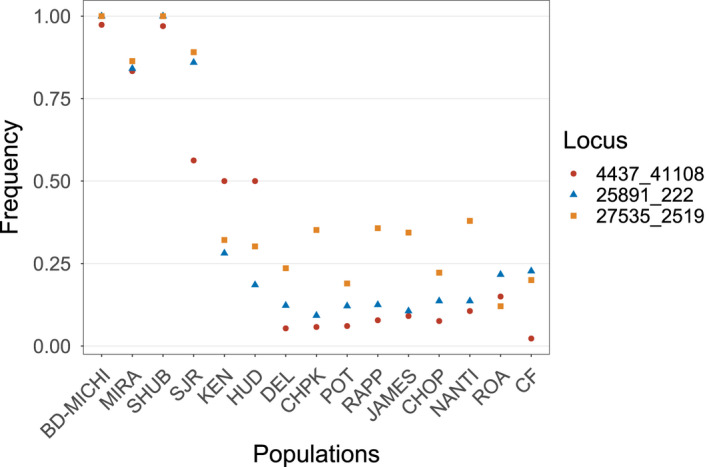 1.00
0.75
0.50
0.25
0.00
Frequency
BD-MICHI
MIRA
SHUB
SJR
KEN
HUD
DEL
CHPK
POT
RAPP
JAMES
CHOP
NANTI
ROA
CF
Populations
Locus
4437_41108
25891_222
27535_2519